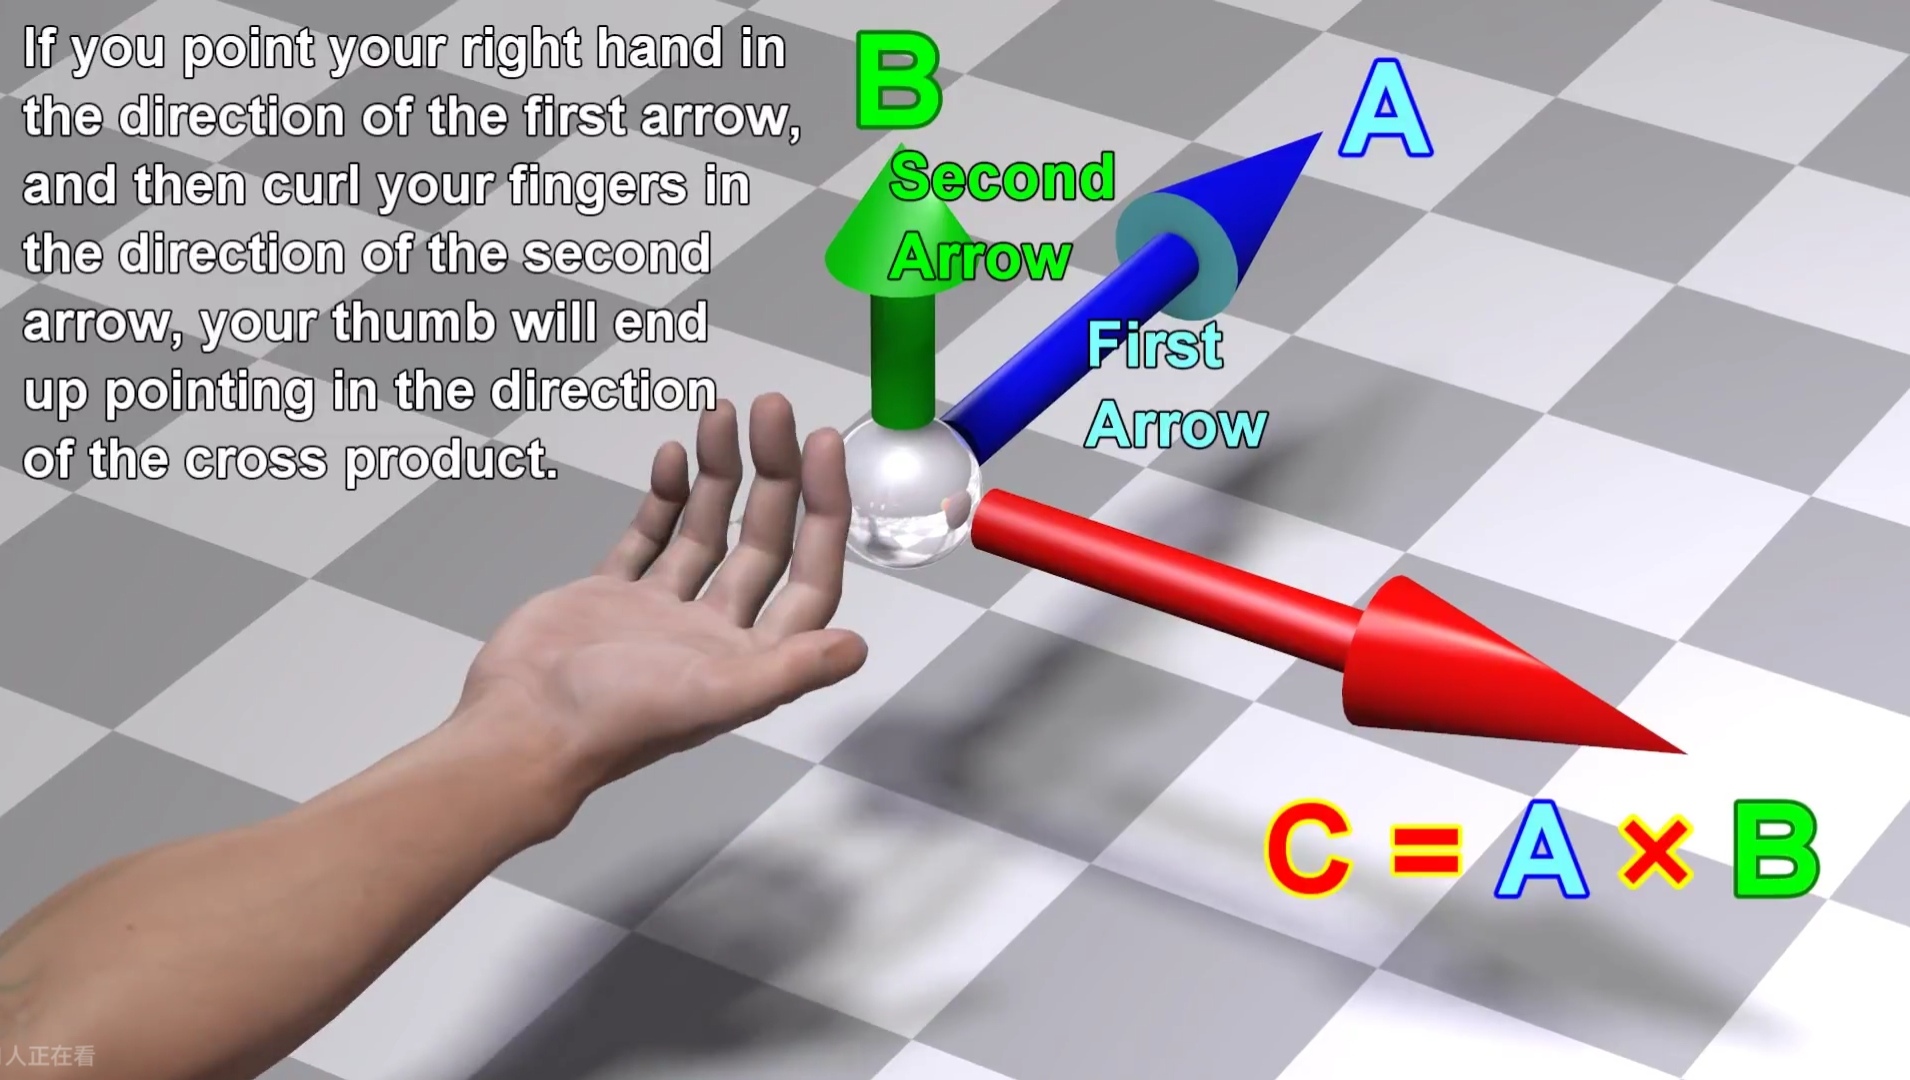 If you point your right hand in
the direction of the first arrow,
and then curl your fingers in
the direction of the second
arrow, your thumb will end
up pointing in the direction
of the cross product.
B
Second
Arrow
A
First
Arrow
C = A × B
人正在看